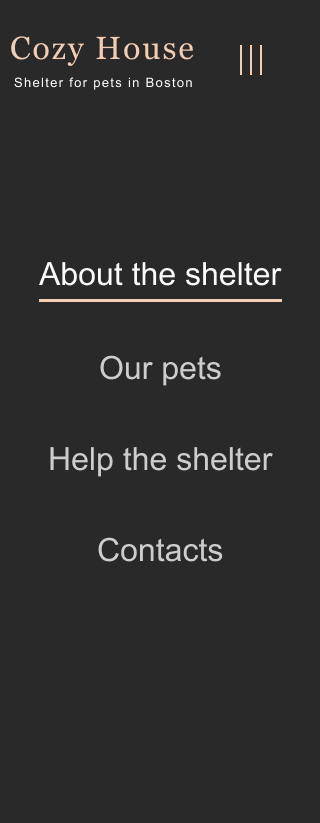 Cozy House
Shelter for pets in Boston
About the shelter
Our pets
Help the shelter
Contacts